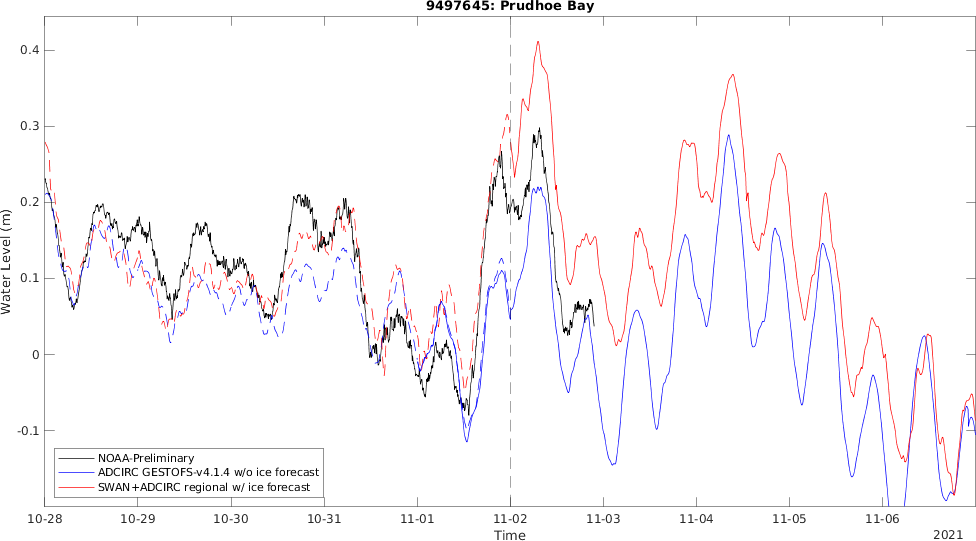 9497645: Prudhoe Bay
Water Level (m)
0.4
0.3
0.2
0.1
0
-0.1
NOAA-Preliminary
ADCIRC GESTOFS-v4.1.4 w/o ice forecast
SWAN+ADCIRC regional w/ ice forecast
10-28 10-29 10-30 10-31 11-01 11-02 11-03 11-04 11-05 11-06
Time
2021